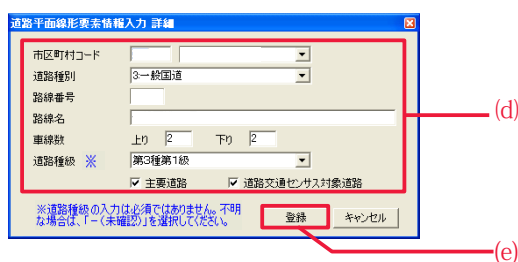 道路平面線形要素情報入力 詳細
市区町村コード
道路種別 3:一般国道
路線番号
路線名
車線数 上り 2 下り 2
道路種級 ※ 第3種第1級
主要道路 道路交通センサス対象道路
(d)
※道路種級の入力は必須ではありません。不明
な場合は、「-(未確認)」を選択してください。
登録 キャンセル
(e)